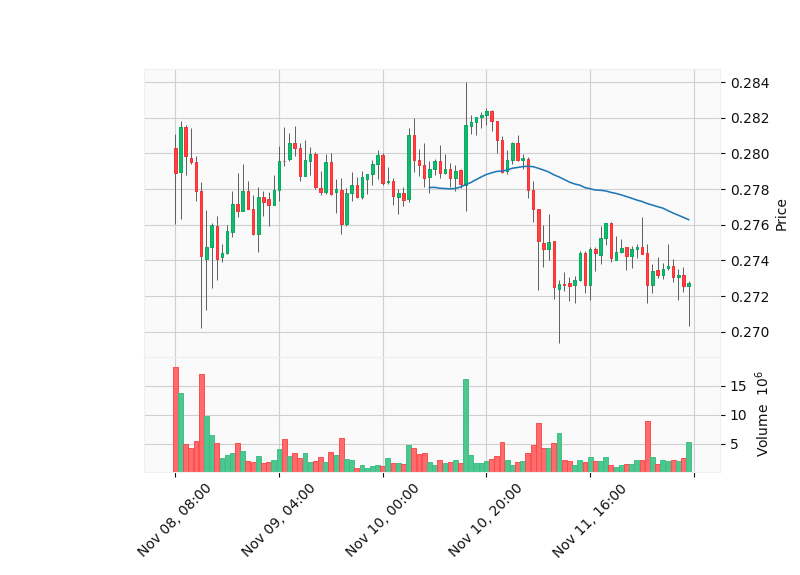 0.284
0.282
0.280
0.278
0.276
0.274
0.272
0.270
Price
15
10
5
Volume 10⁶
Nov 08, 08:00
Nov 09, 04:00
Nov 10, 00:00
Nov 10, 20:00
Nov 11, 16:00